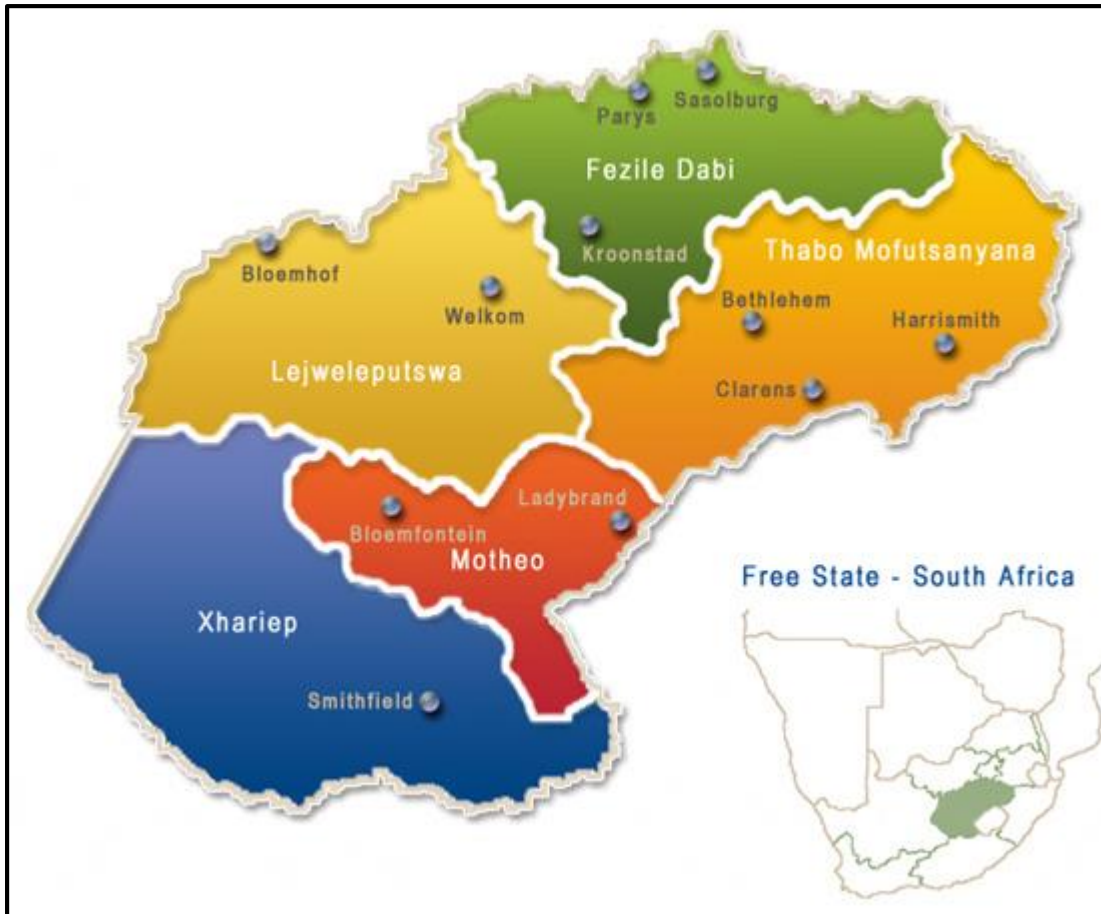 Sasolburg
Parys
Fezile Dabi
Kroonstad
Thabo Mofutsanyana
Bloemhof
Bethlehem
Welkom
Harrismith
Lejweleputswa
Clarens
Ladybrand
Bloemfontein
Motheo
Free State - South Africa
Xhariep
Smithfield